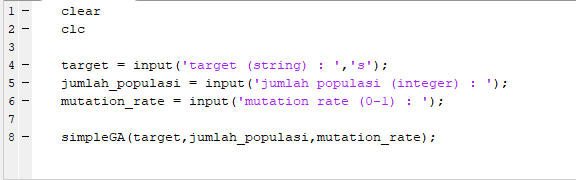 1 - clear
2 - clc
3
4 - target = input('target (string) : ','s');
5 - jumlah_populasi = input('jumlah populasi (integer) : ');
6 - mutation_rate = input('mutation rate (0-1) : ');
7
8 - simpleGA(target,jumlah_populasi,mutation_rate);